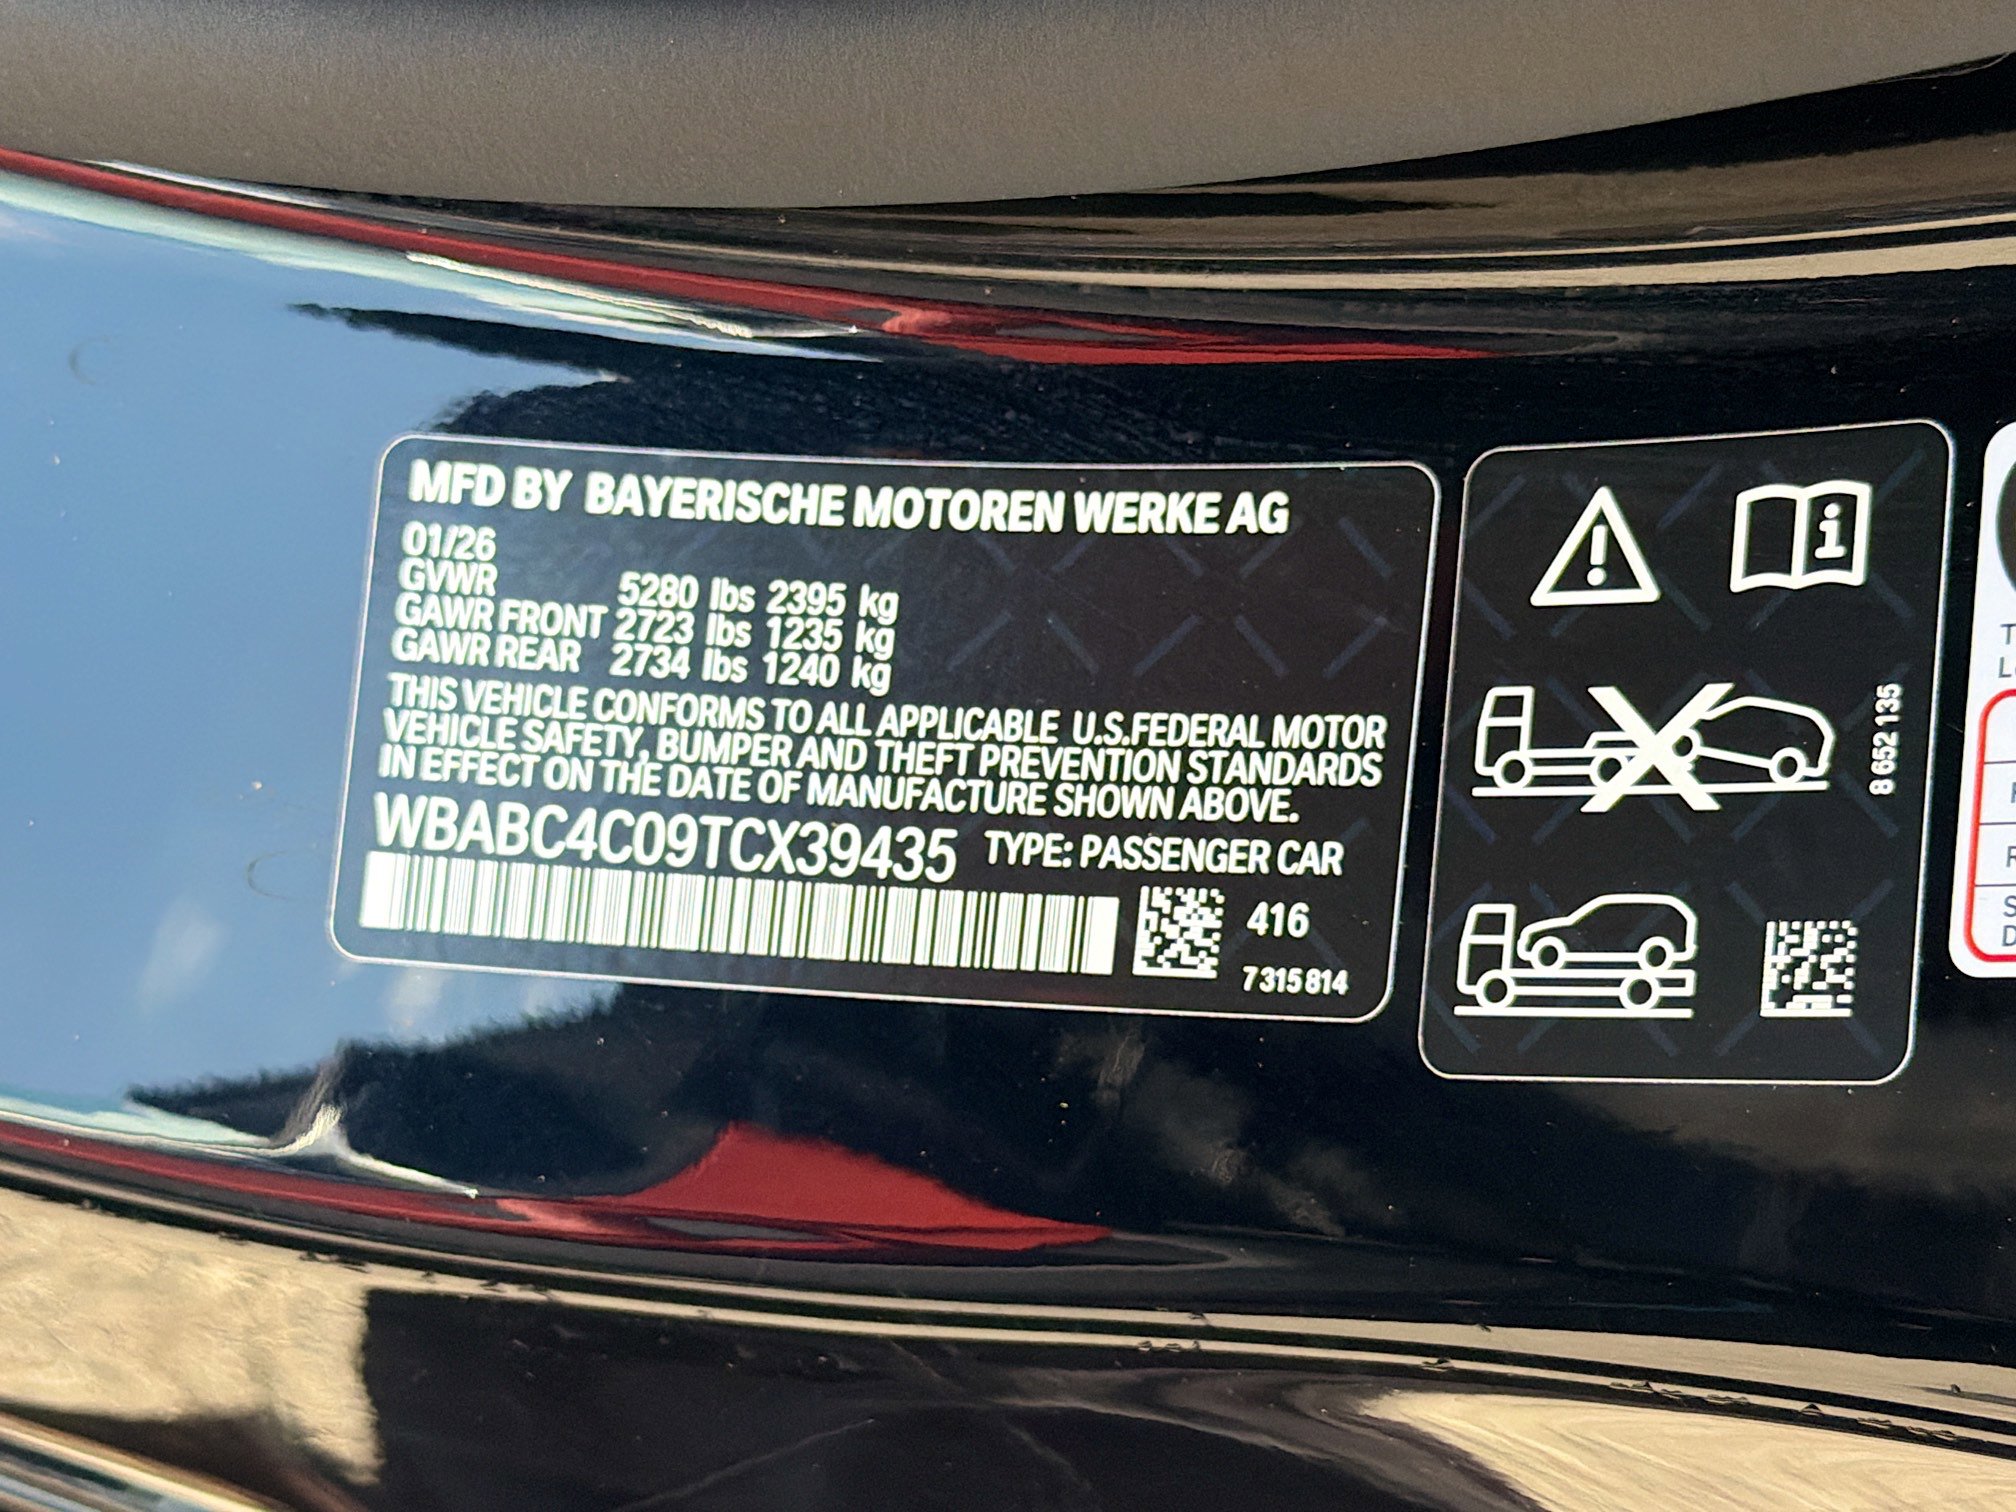 MFD BY BAYERISCHE MOTOREN WERKE AG
01/26
GVWR 5280 lbs 2395 kg
GAWR FRONT 2723 lbs 1235 kg
GAWR REAR 2734 lbs 1240 kg
THIS VEHICLE CONFORMS TO ALL APPLICABLE U.S.FEDERAL MOTOR
VEHICLE SAFETY, BUMPER AND THEFT PREVENTION STANDARDS
IN EFFECT ON THE DATE OF MANUFACTURE SHOWN ABOVE.
WBABC4C09TCX39435 TYPE: PASSENGER CAR
416
7 315 814
8 652 135